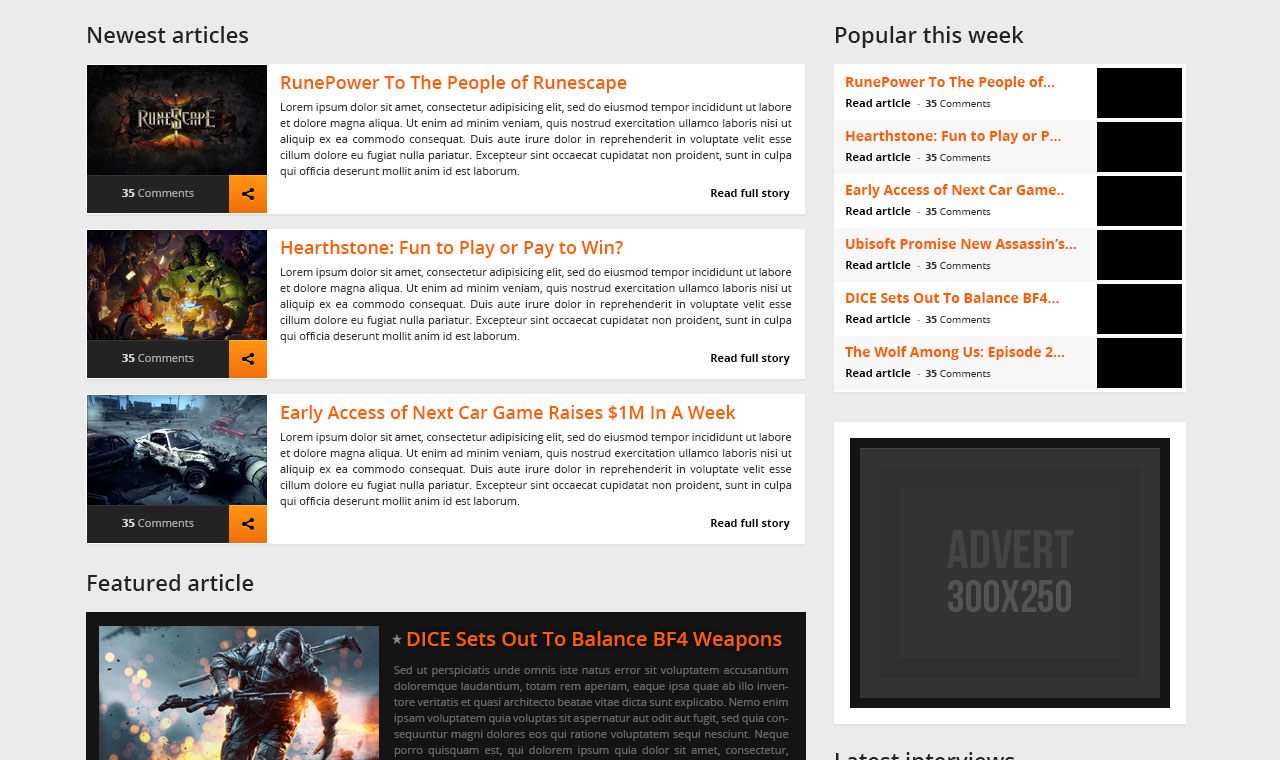 Newest articles
RUNESCAPE
RunePower To The People of Runescape
Lorem ipsum dolor sit amet, consectetur adipisicing elit, sed do eiusmod tempor incididunt ut labore
et dolore magna aliqua. Ut enim ad minim veniam, quis nostrud exercitation ullamco laboris nisi ut
aliquip ex ea commodo consequat. Duis aute irure dolor in reprehenderit in voluptate velit esse
cillum dolore eu fugiat nulla pariatur. Excepteur sint occaecat cupidatat non proident, sunt in culpa
qui officia deserunt mollit anim id est laborum.
35 Comments
Read full story
Hearthstone: Fun to Play or Pay to Win?
Lorem ipsum dolor sit amet, consectetur adipisicing elit, sed do eiusmod tempor incididunt ut labore
et dolore magna aliqua. Ut enim ad minim veniam, quis nostrud exercitation ullamco laboris nisi ut
aliquip ex ea commodo consequat. Duis aute irure dolor in reprehenderit in voluptate velit esse
cillum dolore eu fugiat nulla pariatur. Excepteur sint occaecat cupidatat non proident, sunt in culpa
qui officia deserunt mollit anim id est laborum.
35 Comments
Read full story
Early Access of Next Car Game Raises $1M In A Week
Lorem ipsum dolor sit amet, consectetur adipisicing elit, sed do eiusmod tempor incididunt ut labore
et dolore magna aliqua. Ut enim ad minim veniam, quis nostrud exercitation ullamco laboris nisi ut
aliquip ex ea commodo consequat. Duis aute irure dolor in reprehenderit in voluptate velit esse
cillum dolore eu fugiat nulla pariatur. Excepteur sint occaecat cupidatat non proident, sunt in culpa
qui officia deserunt mollit anim id est laborum.
35 Comments
Read full story
Featured article
★ DICE Sets Out To Balance BF4 Weapons
Sed ut perspiciatis unde omnis iste natus error sit voluptatem accusantium
doloremque laudantium, totam rem aperiam, eaque ipsa quae ab illo inven-
tore veritatis et quasi architecto beatae vitae dicta sunt explicabo. Nemo enim
ipsam voluptatem quia voluptas sit aspernatur aut odit aut fugit, sed quia con-
sequuntur magni dolores eos qui ratione voluptatem sequi nesciunt. Neque
porro quisquam est, qui dolorem ipsum quia dolor sit amet, consectetur,
Popular this week
RunePower To The People of...
Read article - 35 Comments
Hearthstone: Fun to Play or P...
Read article - 35 Comments
Early Access of Next Car Game..
Read article - 35 Comments
Ubisoft Promise New Assassin's...
Read article - 35 Comments
DICE Sets Out To Balance BF4...
Read article - 35 Comments
The Wolf Among Us: Episode 2...
Read article - 35 Comments
ADVERT
300X250
Latest interviews